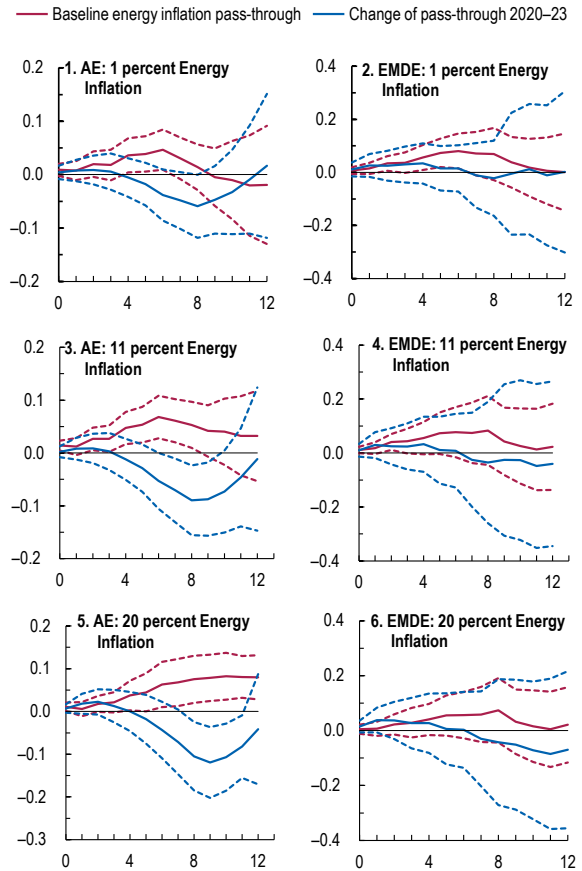 Baseline energy inflation pass-through
Change of pass-through 2020–23
1. AE: 1 percent Energy
Inflation
0.2
0.1
0.0
–0.1
–0.2
0 4 8 12
2. EMDE: 1 percent Energy
Inflation
0.4
0.2
0.0
–0.2
–0.4
0 4 8 12
3. AE: 11 percent Energy
Inflation
0.2
0.1
0.0
–0.1
–0.2
0 4 8 12
4. EMDE: 11 percent Energy
Inflation
0.4
0.2
0.0
–0.2
–0.4
0 4 8 12
5. AE: 20 percent Energy
Inflation
0.2
0.1
0.0
–0.1
–0.2
–0.3
0 4 8 12
6. EMDE: 20 percent Energy
Inflation
0.4
0.2
0.0
–0.2
–0.4
0 4 8 12